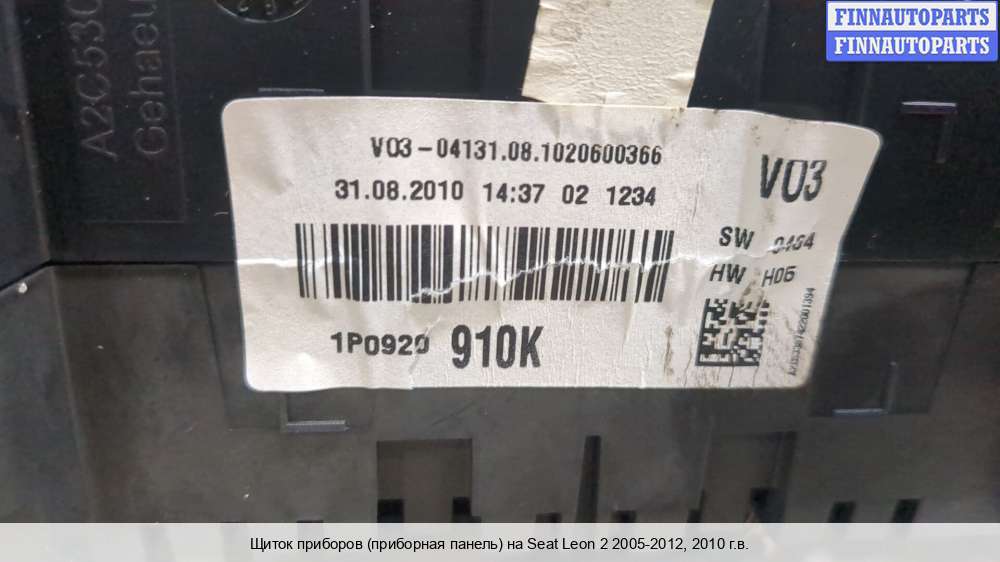 FINNAUTOPARTS
FINNAUTOPARTS
A2C530
Gehaeu
V03-04131.08.1020600366
31.08.2010 14:37 02 1234
V03
SW 0464
HW H06
1P0920 910K
Щиток приборов (приборная панель) на Seat Leon 2 2005-2012, 2010 г.в.